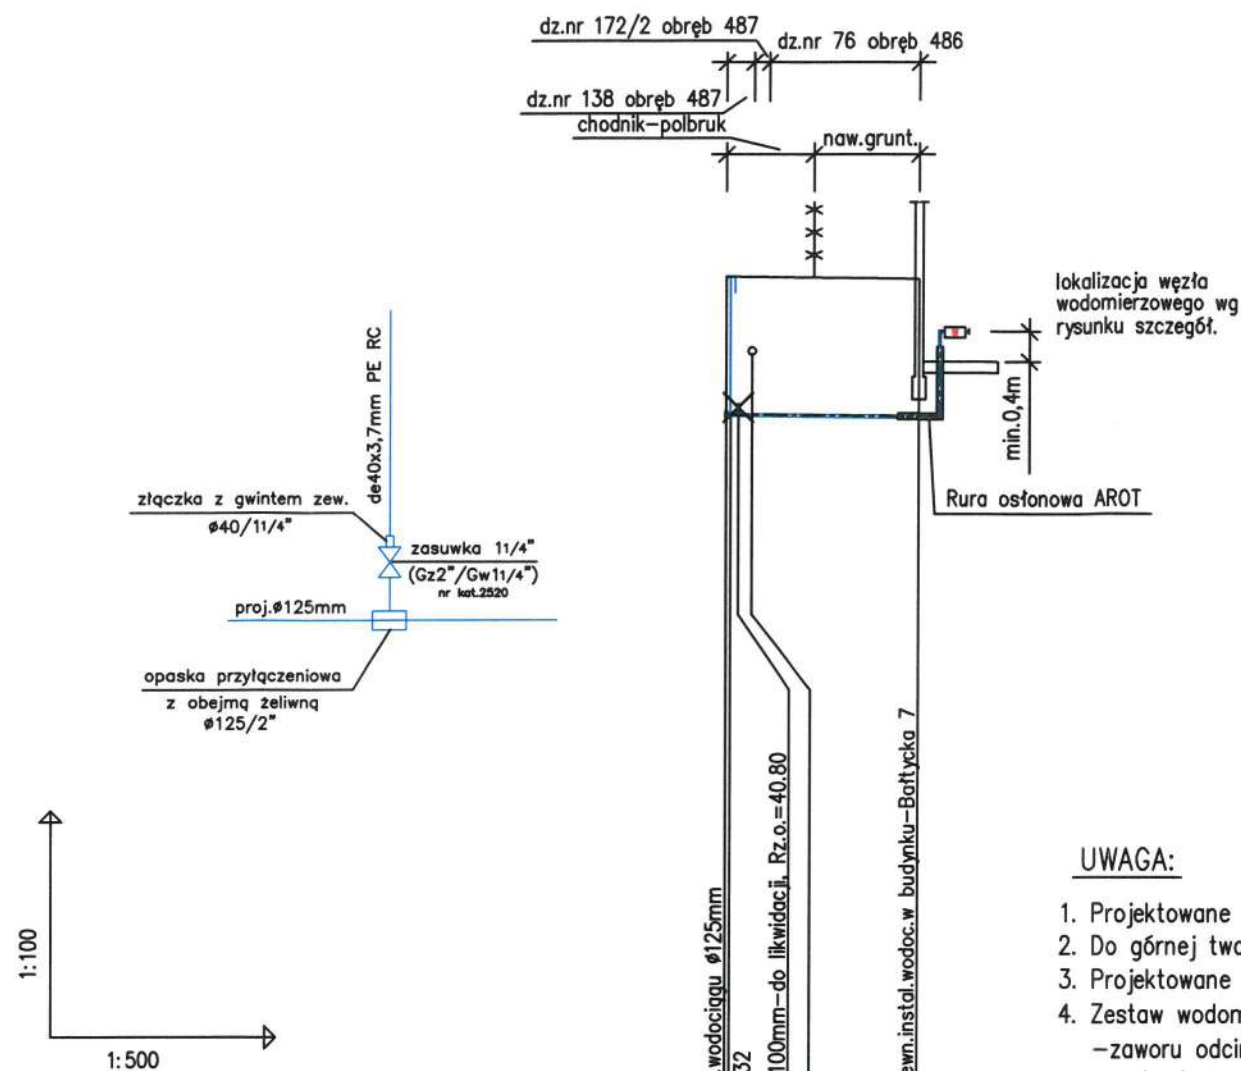 dz.nr 172/2 obręb 487
dz.nr 76 obręb 486
dz.nr 138 obręb 487
chodnik-polbruk
naw.grunt.
lokalizacja węzła
wodomierzowego wg
rysunku szczegół.
min.0,4m
Rura osłonowa AROT
de40x3,7mm PE RC
złączka z gwintem zew.
ø40/11/4"
zasuwka 11/4"
(Gz2"/Gw11/4")
nr kat.2520
proj.ø125mm
opaska przyłączeniowa
z obejmą żeliwną
ø125/2"
1:100
1:500
wodociągu ø125mm
32
100mm-do likwidacji, Rz.o.=40.80
ewn.instal.wodoc.w budynku-Bałtycka 7
UWAGA:
1. Projektowane
2. Do górnej
3. Projektowane
4. Zestaw
-zaworu